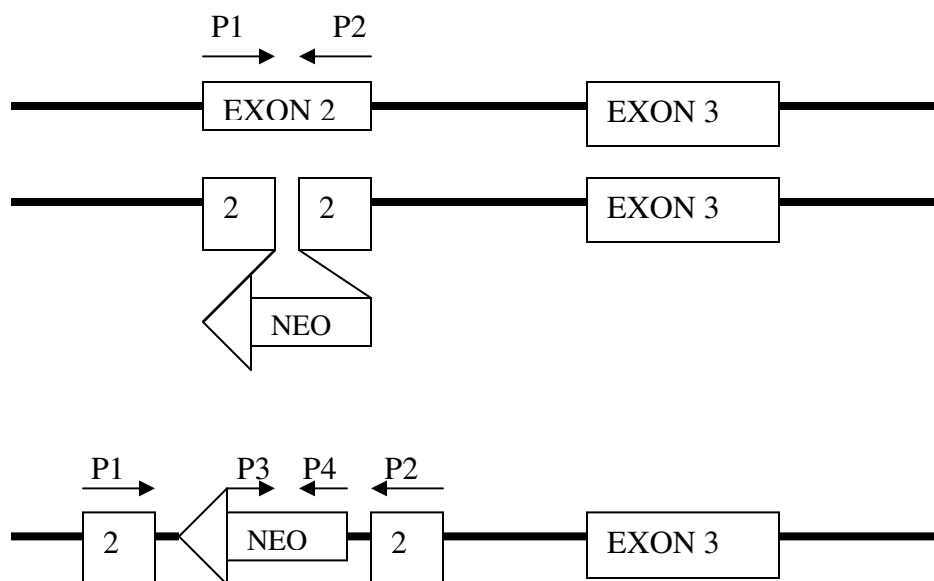 P1 P2
EXON 2 EXON 3
2 2 EXON 3
NEO
P1 P3 P4 P2
2 NEO 2 EXON 3